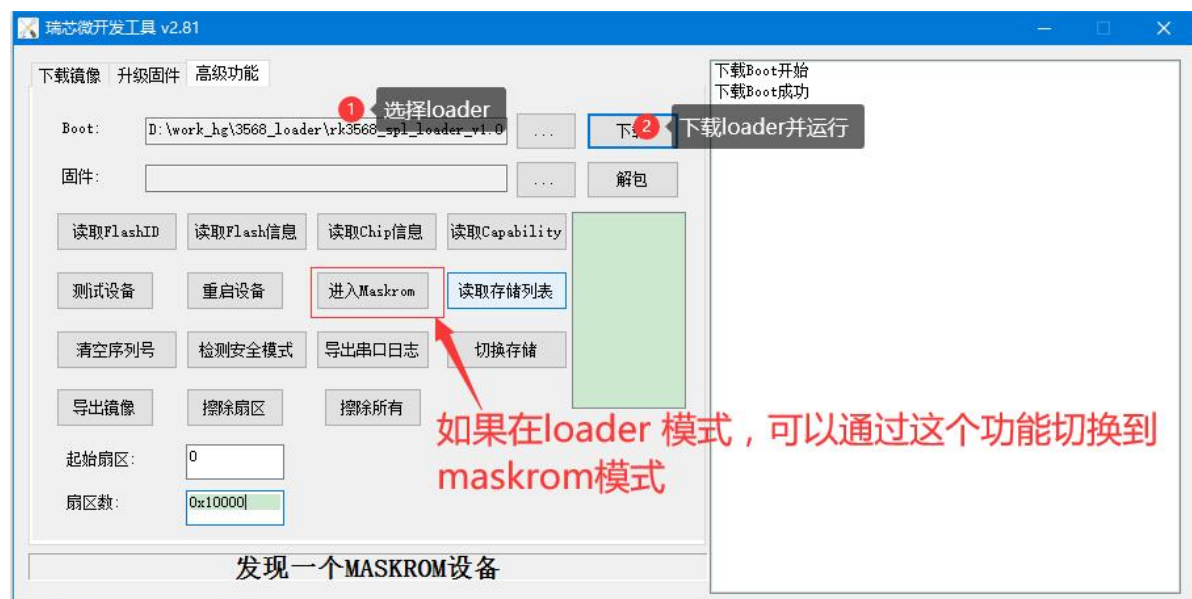 瑞芯微开发工具 v2.81
下载镜像 升级固件 高级功能
1 选择loader
Boot: D:\work_hg\3568_loader\rk3568_spl_loader_v1.0 ...
2 下载loader并运行
固件: ... 解包
读取FlashID 读取Flash信息 读取Chip信息 读取Capability
测试设备 重启设备 进入Maskrom 读取存储列表
清空序列号 检测安全模式 导出串口日志 切换存储
导出镜像 擦除扇区 擦除所有
如果在loader 模式，可以通过这个功能切换到
maskrom模式
起始扇区: 0
扇区数: 0x10000
发现一个MASKROM设备
下载Boot开始
下载Boot成功